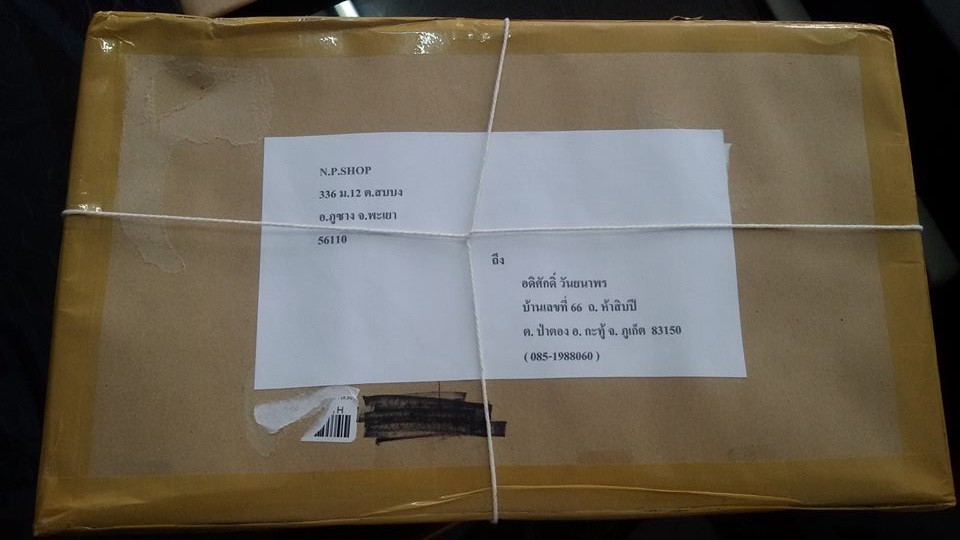 N.P.SHOP
336 ม.12 ต.สบบง
อ.ภูซาง จ.พะเยา
56110
ถึง
อดิศักดิ์ วันยนาพร
บ้านเลขที่ 66 ถ. ห้าสิบปี
ต. ป่าตอง อ. กะทู้ จ. ภูเก็ต 83150
( 085-1988060 )
H